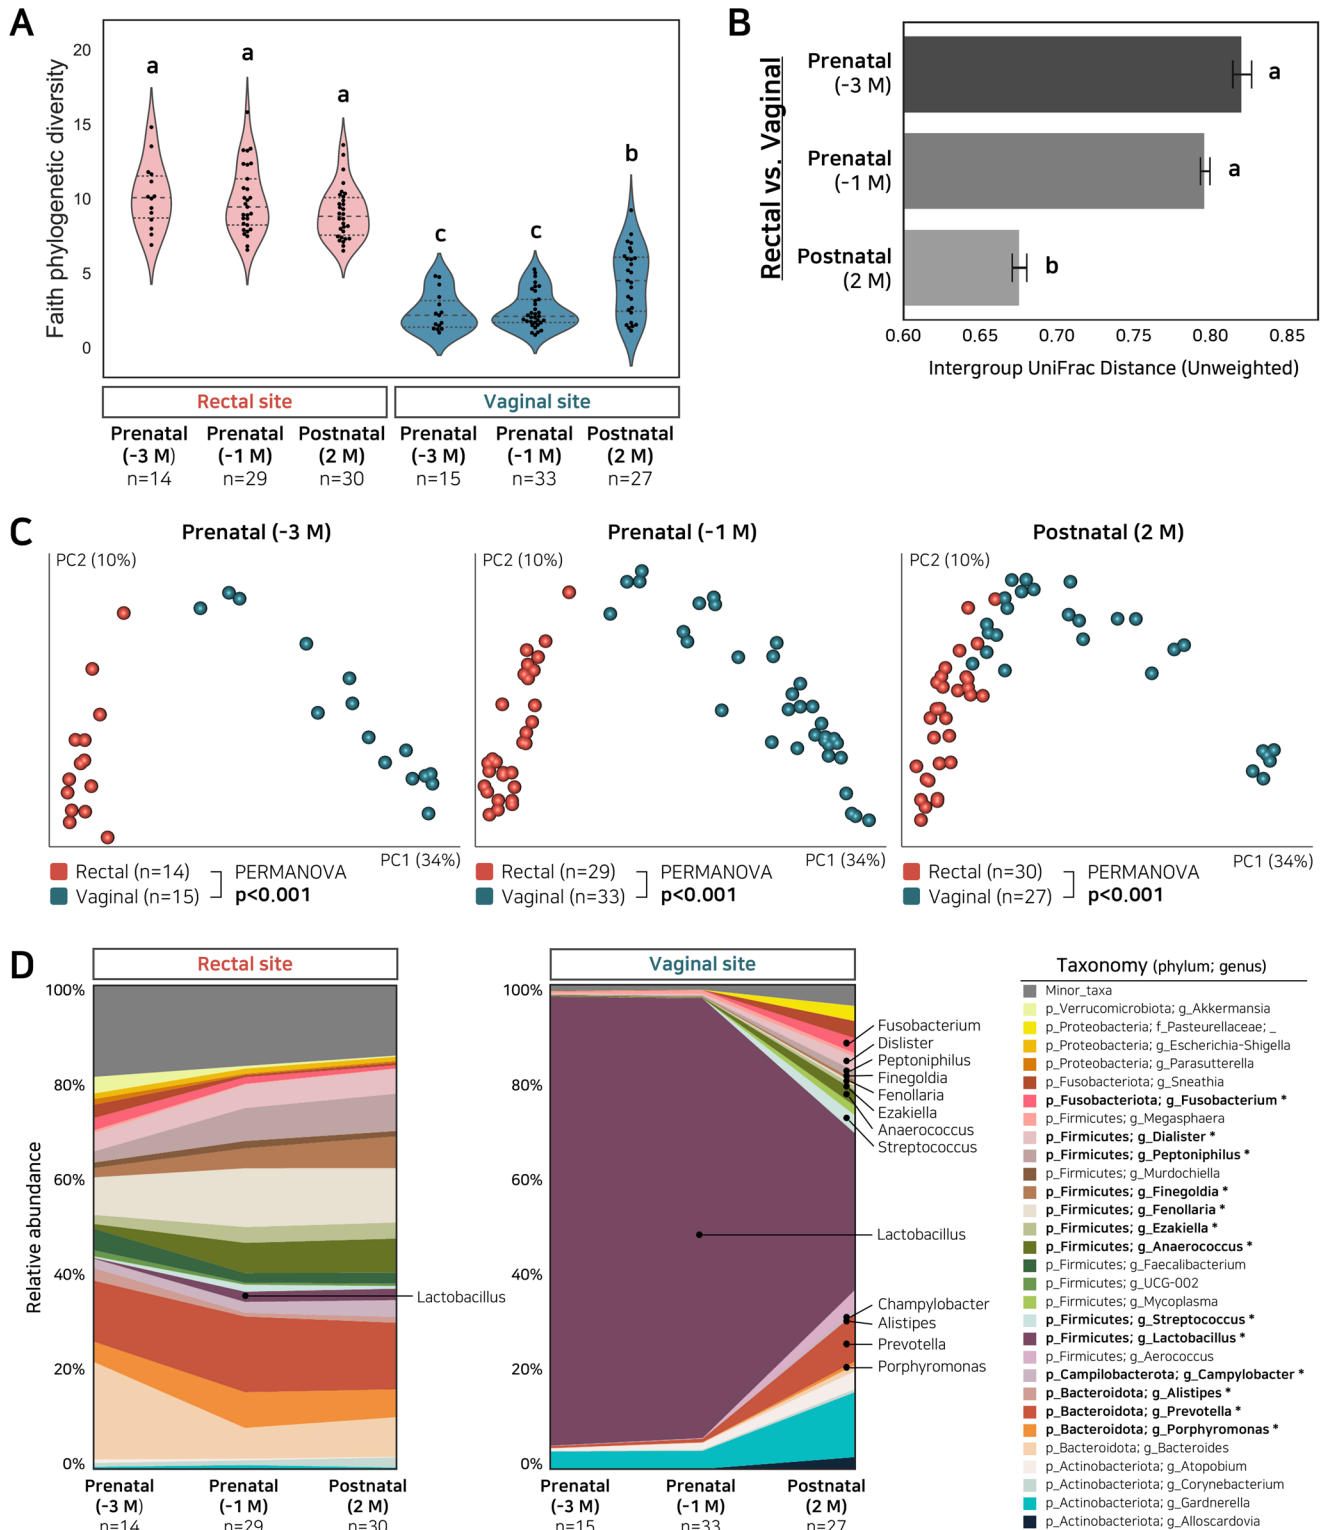 A
Faith phylogenetic diversity
20
15
10
5
0
a
a
a
c
c
b
Rectal site
Vaginal site
Prenatal
(-3 M)
n=14
Prenatal
(-1 M)
n=29
Postnatal
(2 M)
n=30
Prenatal
(-3 M)
n=15
Prenatal
(-1 M)
n=33
Postnatal
(2 M)
n=27
B
Rectal vs. Vaginal
Prenatal
(-3 M)
a
Prenatal
(-1 M)
a
Postnatal
(2 M)
b
0.60 0.65 0.70 0.75 0.80 0.85
Intergroup UniFrac Distance (Unweighted)
C
Prenatal (-3 M)
PC2 (10%)
PC1 (34%)
Rectal (n=14)
Vaginal (n=15)
PERMANOVA
p<0.001
Prenatal (-1 M)
PC2 (10%)
PC1 (34%)
Rectal (n=29)
Vaginal (n=33)
PERMANOVA
p<0.001
Postnatal (2 M)
PC2 (10%)
PC1 (34%)
Rectal (n=30)
Vaginal (n=27)
PERMANOVA
p<0.001
D
Relative abundance
Rectal site
100%
80%
60%
40%
20%
0%
Lactobacillus
Prenatal
(-3 M)
n=14
Prenatal
(-1 M)
n=29
Postnatal
(2 M)
n=30
Vaginal site
100%
80%
60%
40%
20%
0%
Fusobacterium
Dislister
Peptoniphilus
Finegoldia
Fenollaria
Ezakiella
Anaerococcus
Streptococcus
Lactobacillus
Champylobacter
Alistipes
Prevotella
Porphyromonas
Prenatal
(-3 M)
n=15
Prenatal
(-1 M)
n=33
Postnatal
(2 M)
n=27
Taxonomy (phylum; genus)
Minor_taxa
p_Verrucomicrobiota; g_Akkermansia
p_Proteobacteria; f_Pasteurellaceae; _
p_Proteobacteria; g_Escherichia-Shigella
p_Proteobacteria; g_Parasutterella
p_Fusobacteriota; g_Sneathia
p_Fusobacteriota; g_Fusobacterium *
p_Firmicutes; g_Megasphaera
p_Firmicutes; g_Dialister *
p_Firmicutes; g_Peptoniphilus *
p_Firmicutes; g_Murdochiella
p_Firmicutes; g_Finegoldia *
p_Firmicutes; g_Fenollaria *
p_Firmicutes; g_Ezakiella *
p_Firmicutes; g_Anaerococcus *
p_Firmicutes; g_Faecalibacterium
p_Firmicutes; g_UCG-002
p_Firmicutes; g_Mycoplasma
p_Firmicutes; g_Streptococcus *
p_Firmicutes; g_Lactobacillus *
p_Firmicutes; g_Aerococcus
p_Campilobacterota; g_Campylobacter *
p_Bacteroidota; g_Alistipes *
p_Bacteroidota; g_Prevotella *
p_Bacteroidota; g_Porphyromonas *
p_Bacteroidota; g_Bacteroides
p_Actinobacteriota; g_Atopobium
p_Actinobacteriota; g_Corynebacterium
p_Actinobacteriota; g_Gardnerella
p_Actinobacteriota; g_Alloscardovia